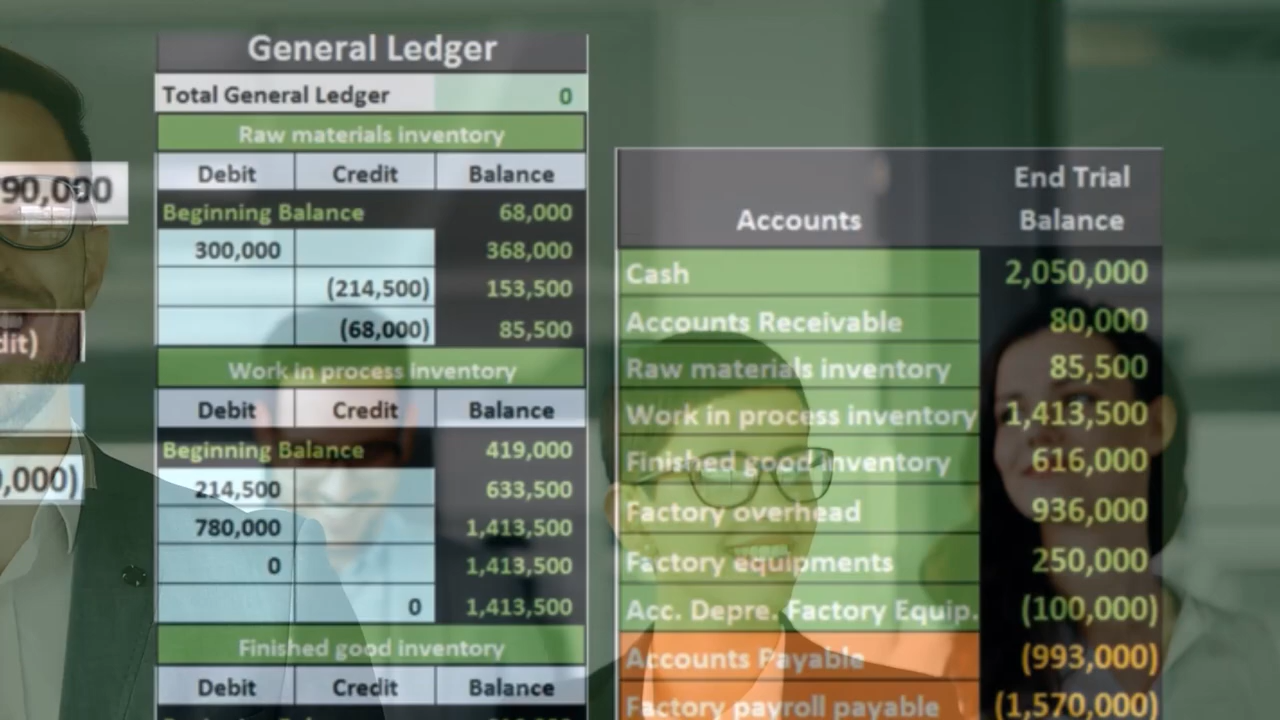 General Ledger
Total General Ledger 0
Raw materials inventory
Debit Credit Balance
Beginning Balance 68,000
300,000 368,000
(214,500) 153,500
(68,000) 85,500
Work in process inventory
Debit Credit Balance
Beginning Balance 419,000
214,500 633,500
780,000 1,413,500
0 1,413,500
0 1,413,500
Finished good inventory
Debit Credit Balance
90,000
dit)
,000)
End Trial
Accounts Balance
Cash 2,050,000
Accounts Receivable 80,000
Raw materials inventory 85,500
Work in process inventory 1,413,500
Finished good inventory 616,000
Factory overhead 936,000
Factory equipments 250,000
Acc. Depre. Factory Equip. (100,000)
Accounts Payable (993,000)
Factory payroll payable (1,570,000)